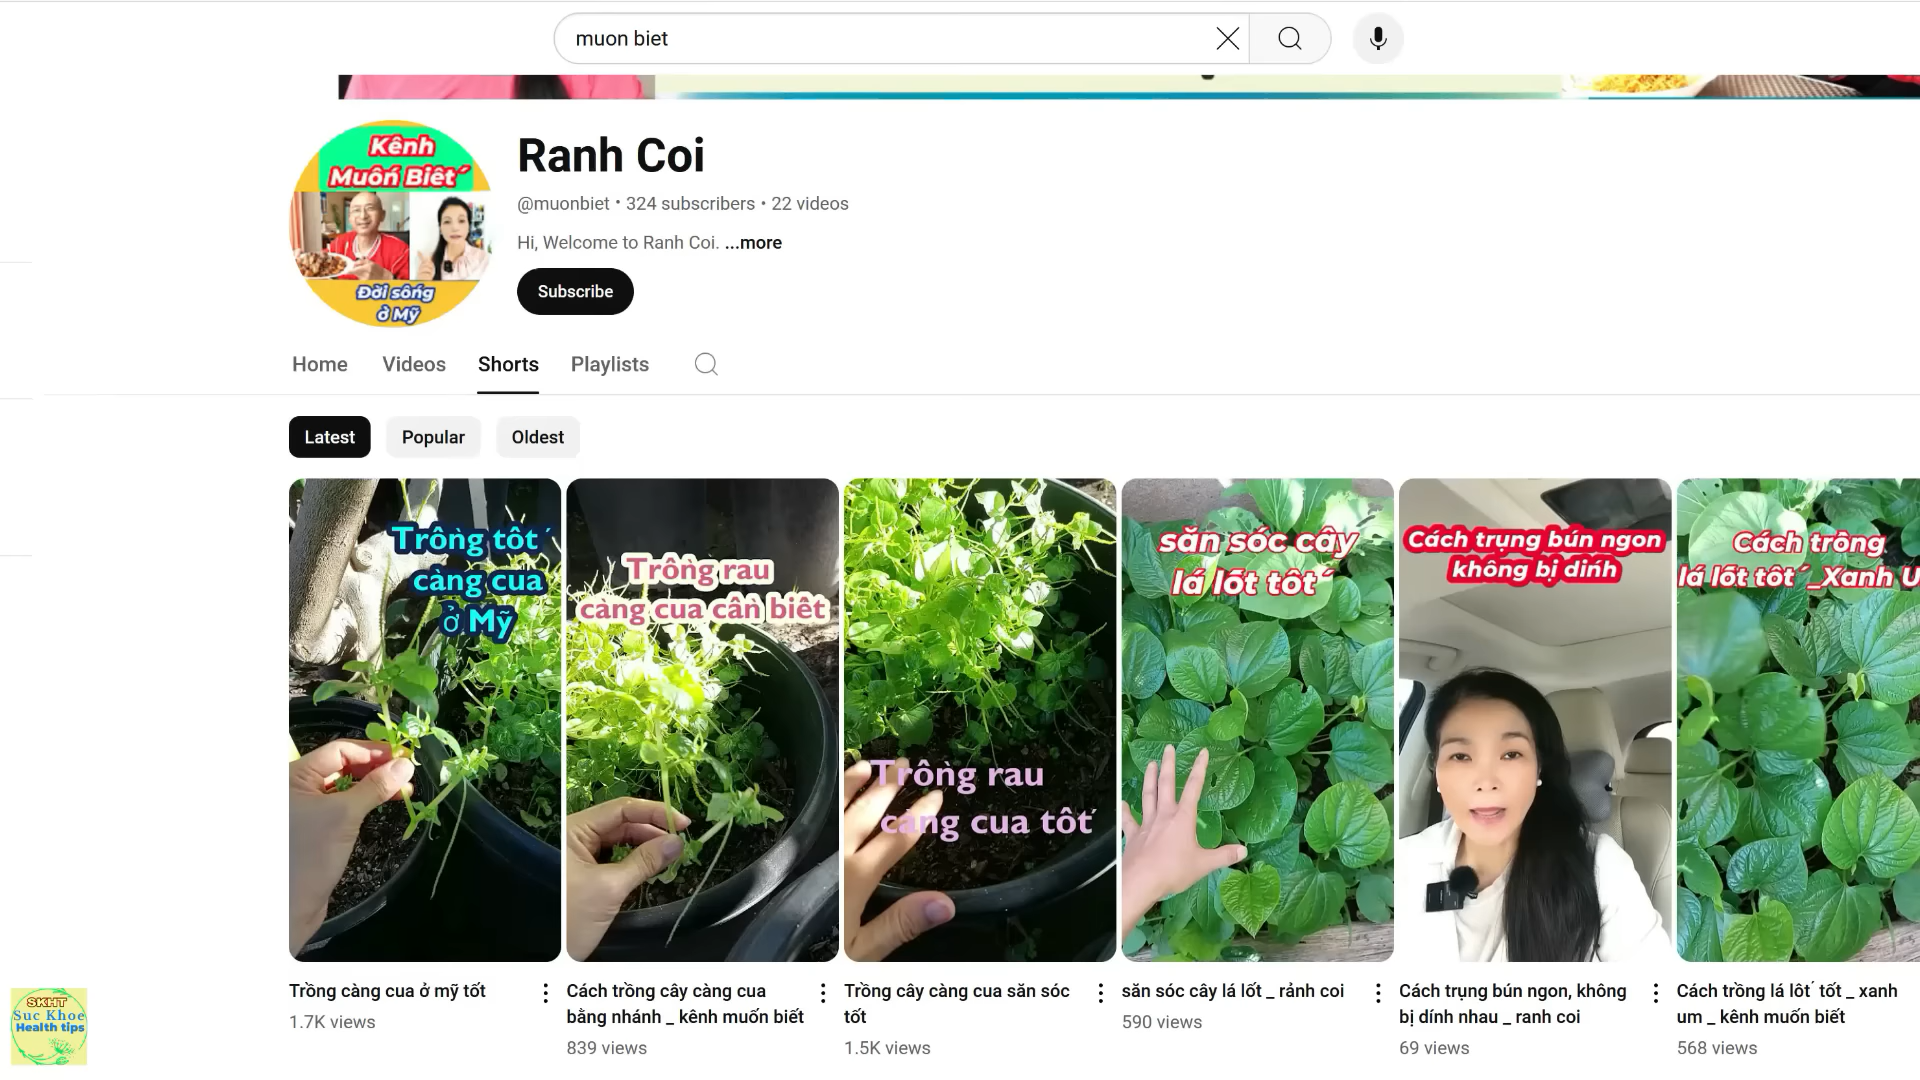 muon biet
Kênh
Muốn Biết
Đời sống
ở Mỹ
Ranh Coi
@muonbiet • 324 subscribers • 22 videos
Hi, Welcome to Ranh Coi. ...more
Subscribe
Home Videos Shorts Playlists
Latest Popular Oldest
Trồng tốt
càng cua
ở Mỹ
Trồng rau
càng cua cần biết
Trồng rau
càng cua tốt
săn sóc cây
lá lốt tốt
Cách trụng bún ngon
không bị dính
Cách trồng
lá lốt tốt _Xanh U
Trồng càng cua ở mỹ tốt
1.7K views
Cách trồng cây càng cua
bằng nhánh _ kênh muốn biết
839 views
Trồng cây càng cua săn sóc
tốt
1.5K views
săn sóc cây lá lốt _ rảnh coi
590 views
Cách trụng bún ngon, không
bị dính nhau _ ranh coi
69 views
Cách trồng lá lôt´ tốt _ xanh
um _ kênh muốn biết
568 views
SKHT
Suc Khoe
Health tips